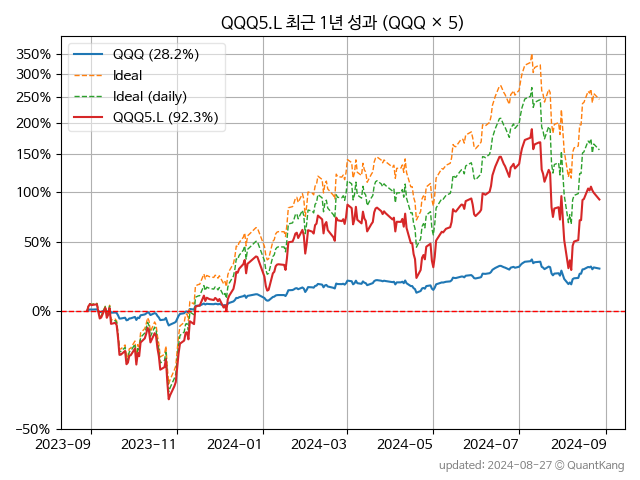 QQQ5.L 최근 1년 성과 (QQQ × 5)
350%
300%
250%
200%
150%
100%
50%
0%
−50%
QQQ (28.2%)
Ideal
Ideal (daily)
QQQ5.L (92.3%)
2023−09
2023−11
2024−01
2024−03
2024−05
2024−07
2024−09
updated: 2024−08−27 © QuantKang